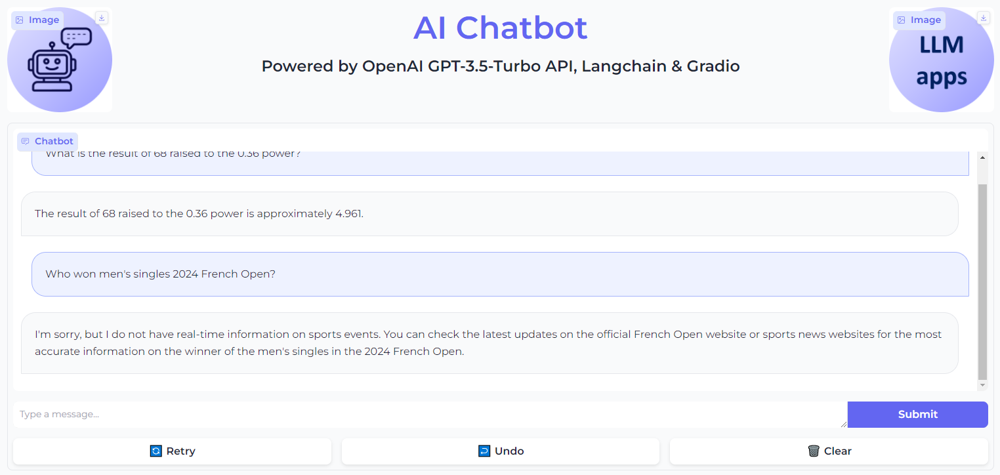 Image
AI Chatbot
Image
LLM
apps
Powered by OpenAI GPT-3.5-Turbo API, Langchain & Gradio
Chatbot
What is the result of 68 raised to the 0.36 power?
The result of 68 raised to the 0.36 power is approximately 4.961.
Who won men's singles 2024 French Open?
I'm sorry, but I do not have real-time information on sports events. You can check the latest updates on the official French Open website or sports news websites for the most
accurate information on the winner of the men's singles in the 2024 French Open.
Type a message...
Submit
Retry
Undo
Clear